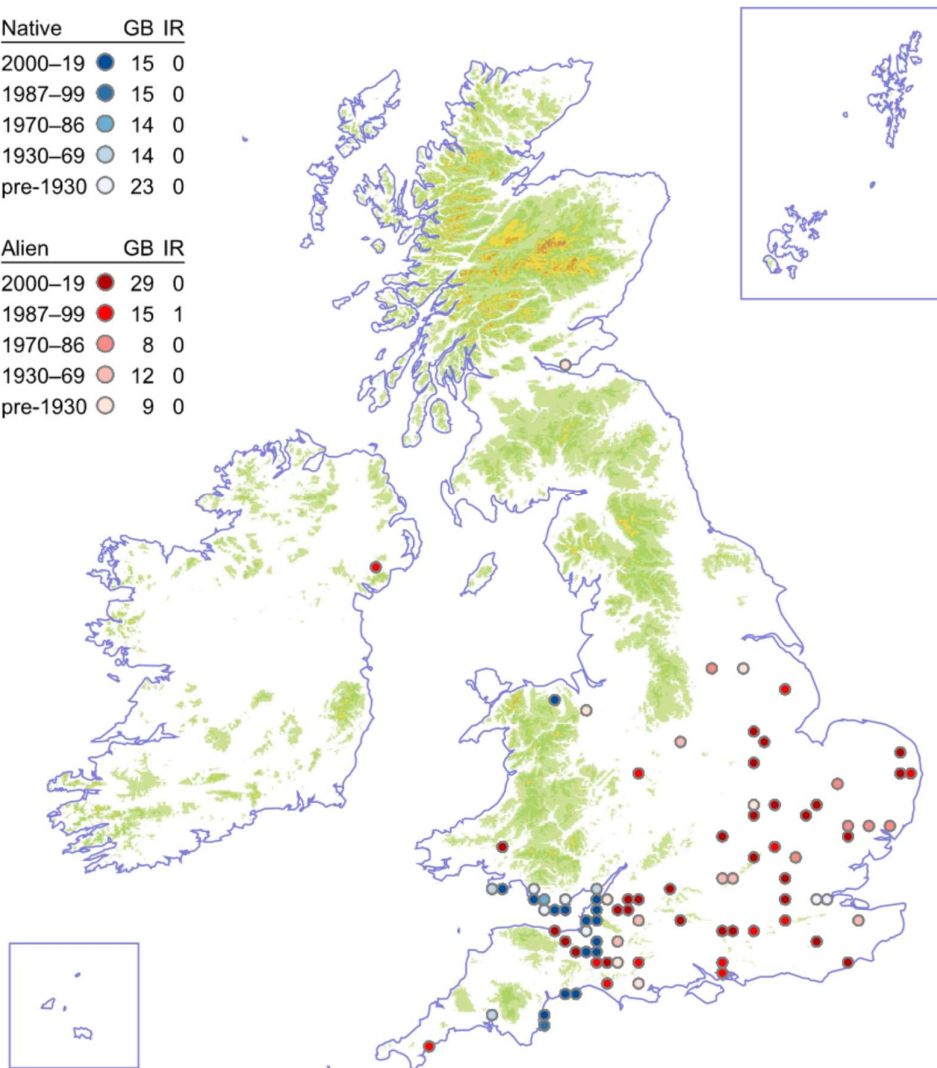 Native GB IR
2000–19 15 0
1987–99 15 0
1970–86 14 0
1930–69 14 0
pre-1930 23 0
Alien GB IR
2000–19 29 0
1987–99 15 1
1970–86 8 0
1930–69 12 0
pre-1930 9 0